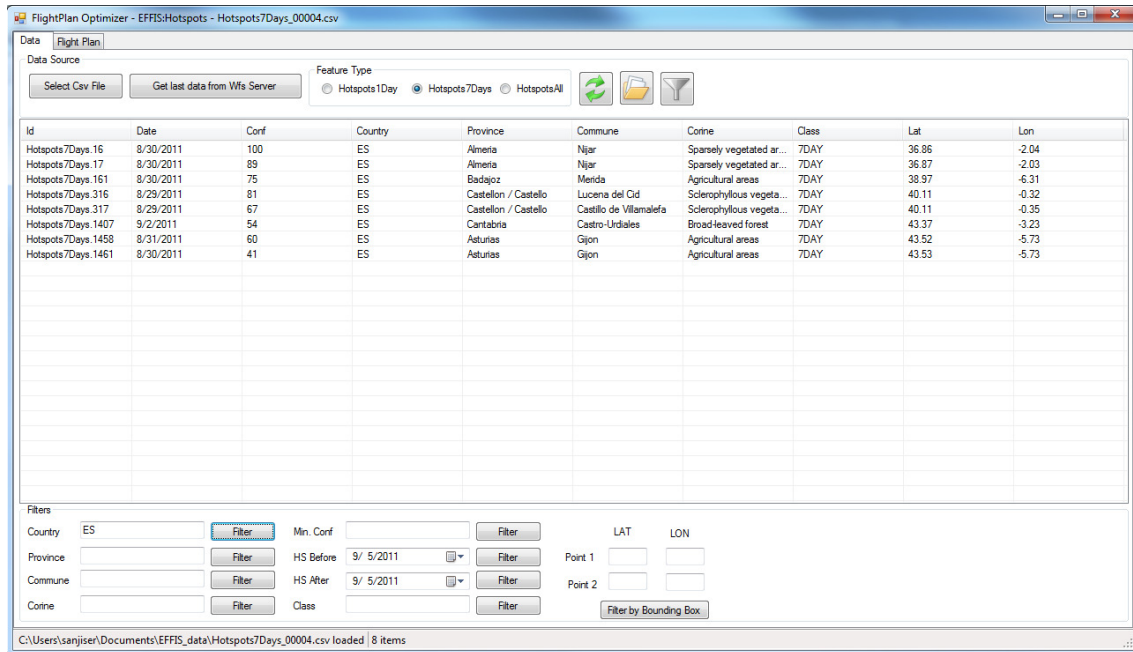 FlightPlan Optimizer - EFFIS:Hotspots - Hotspots7Days_00004.csv
Data Flight Plan
Data Source
Select Csv File Get last data from Wfs Server
Feature Type
Hotspots1Day Hotspots7Days HotspotsAll
Id Date Conf Country Province Commune Corine Class Lat Lon
Hotspots7Days.16 8/30/2011 100 ES Almeria Nijar Sparsely vegetated ar... 7DAY 36.86 -2.04
Hotspots7Days.17 8/30/2011 89 ES Almeria Nijar Sparsely vegetated ar... 7DAY 36.87 -2.03
Hotspots7Days.161 8/30/2011 75 ES Badajoz Merida Agricultural areas 7DAY 38.97 -6.31
Hotspots7Days.316 8/29/2011 81 ES Castellon / Castello Lucena del Cid Sclerophyllous vegeta... 7DAY 40.11 -0.32
Hotspots7Days.317 8/29/2011 67 ES Castellon / Castello Castillo de Villamalefa Sclerophyllous vegeta... 7DAY 40.11 -0.35
Hotspots7Days.1407 9/2/2011 54 ES Cantabria Castro-Urdiales Broad-leaved forest 7DAY 43.37 -3.23
Hotspots7Days.1458 8/31/2011 60 ES Asturias Gijon Agricultural areas 7DAY 43.52 -5.73
Hotspots7Days.1461 8/30/2011 41 ES Asturias Gijon Agricultural areas 7DAY 43.53 -5.73
Filters
Country ES Filter Min. Conf Filter LAT LON
Province Filter HS Before 9/ 5/2011 Filter Point 1
Commune Filter HS After 9/ 5/2011 Filter Point 2
Corine Filter Class Filter Filter by Bounding Box
C:\Users\sanjiser\Documents\EFFIS_data\Hotspots7Days_00004.csv loaded 8 items